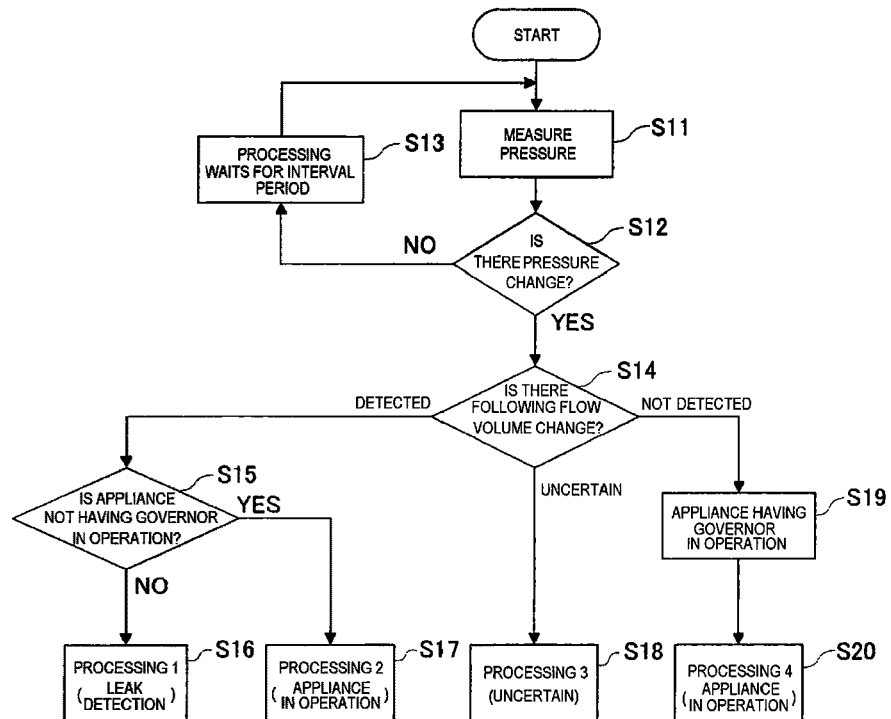 START
S11
MEASURE
PRESSURE
S13
PROCESSING
WAITS FOR INTERVAL
PERIOD
S12
IS
THERE PRESSURE
CHANGE?
NO
YES
S14
IS THERE
FOLLOWING FLOW
VOLUME CHANGE?
DETECTED
NOT DETECTED
UNCERTAIN
S15
IS APPLIANCE
NOT HAVING GOVERNOR
IN OPERATION?
YES
NO
S19
APPLIANCE HAVING
GOVERNOR
IN OPERATION
S16
PROCESSING 1
( LEAK
DETECTION )
S17
PROCESSING 2
( APPLIANCE
IN OPERATION )
S18
PROCESSING 3
(UNCERTAIN)
S20
PROCESSING 4
( APPLIANCE
IN OPERATION )